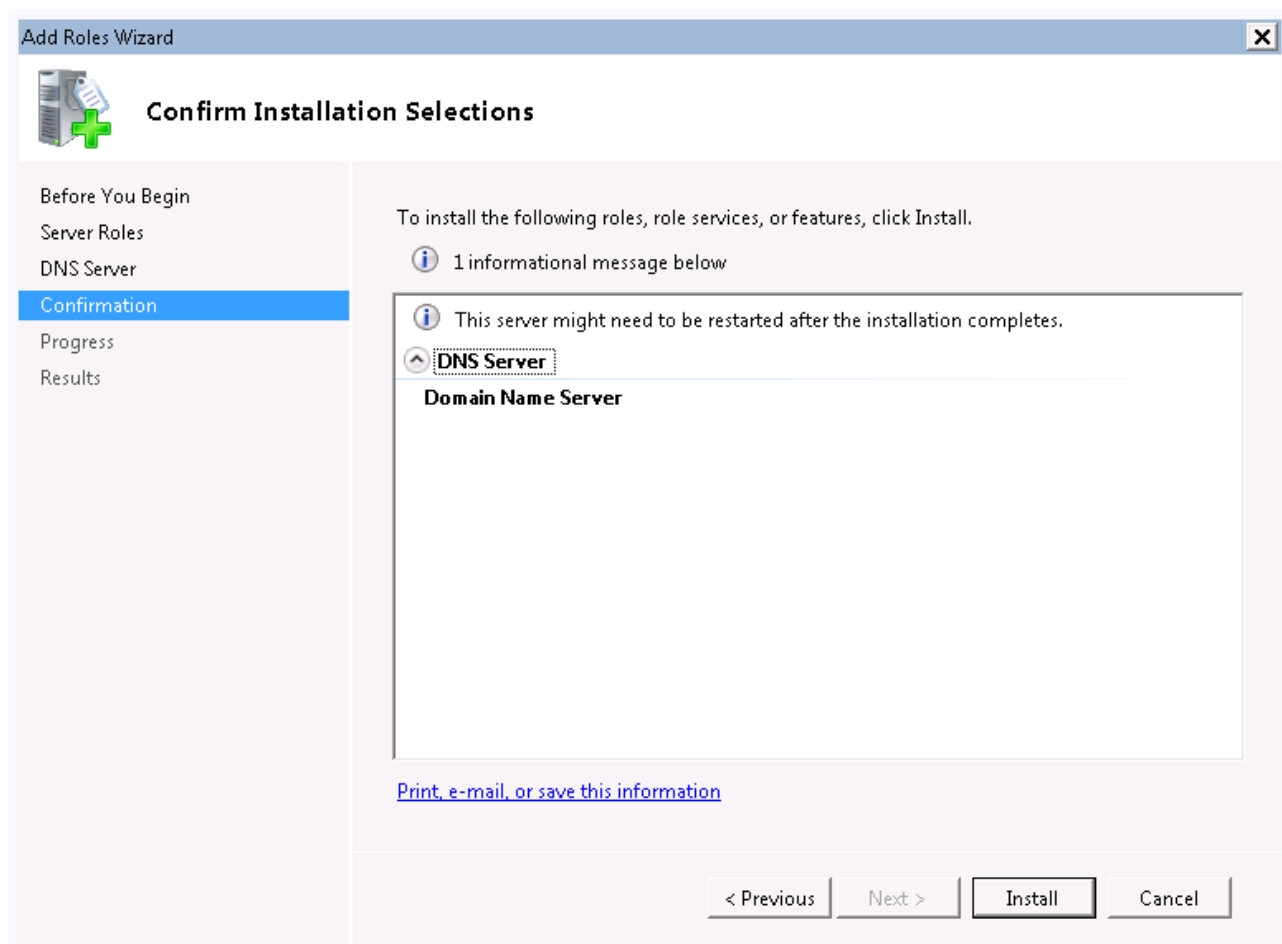 Add Roles Wizard
Confirm Installation Selections
Before You Begin
Server Roles
DNS Server
Confirmation
Progress
Results
To install the following roles, role services, or features, click Install.
1 informational message below
This server might need to be restarted after the installation completes.
DNS Server
Domain Name Server
Print, e-mail, or save this information
< Previous
Next >
Install
Cancel